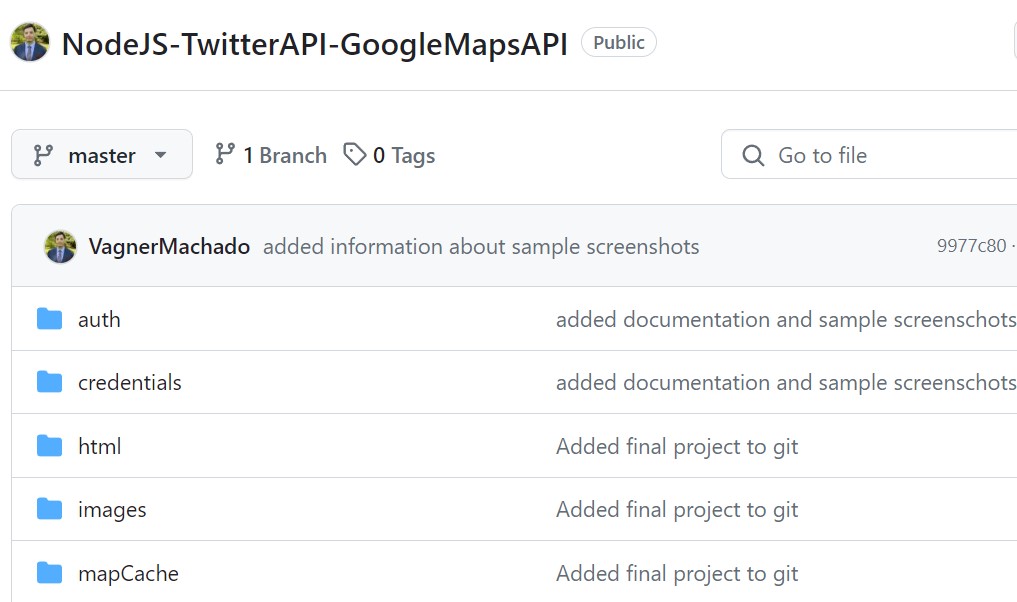 NodeJS-TwitterAPI-GoogleMapsAPI Public
master 1 Branch 0 Tags Go to file
VagnerMachado added information about sample screenshots 9977c80 ·
auth added documentation and sample screenschots
credentials added documentation and sample screenschots
html Added final project to git
images Added final project to git
mapCache Added final project to git